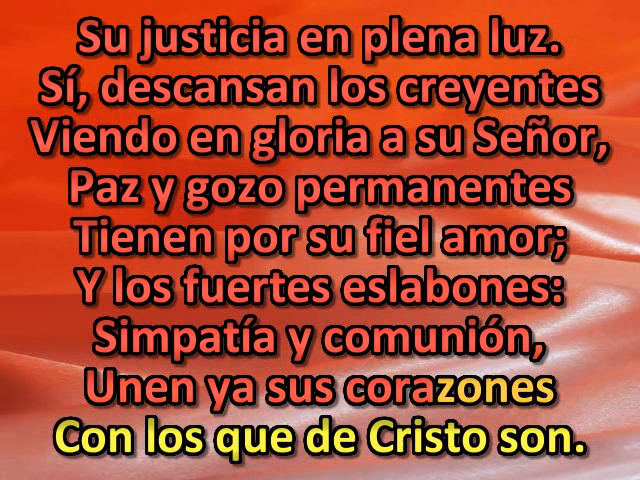 Su justicia en plena luz.
Sí, descansan los creyentes
Viendo en gloria a su Señor,
Paz y gozo permanentes
Tienen por su fiel amor;
Y los fuertes eslabones:
Simpatía y comunión,
Unen ya sus corazones
Con los que de Cristo son.